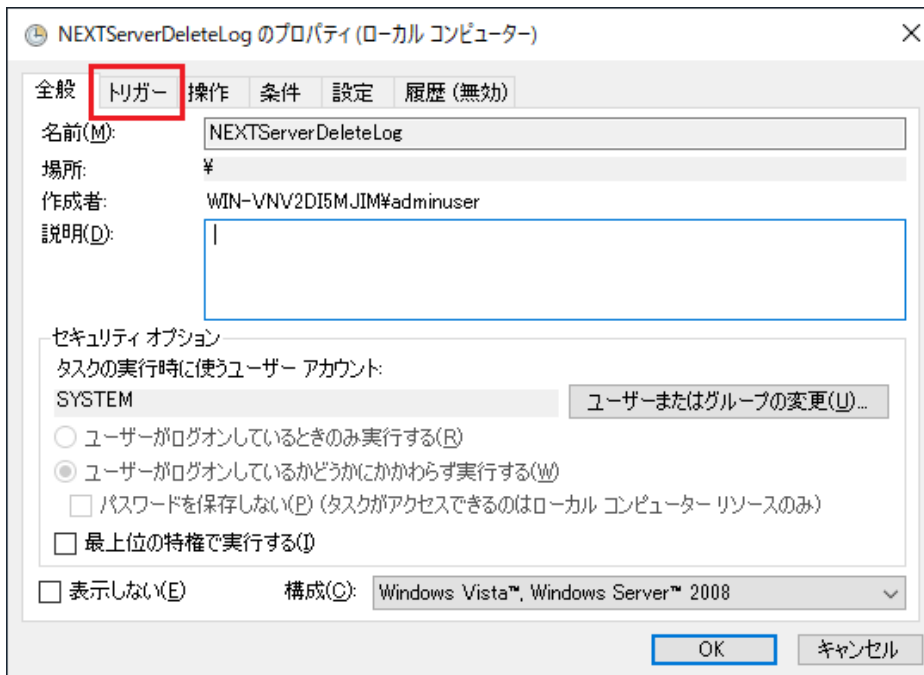 NEXTServerDeleteLog のプロパティ (ローカル コンピューター)
全般 トリガー 操作 条件 設定 履歴 (無効)
名前(M): NEXTServerDeleteLog
場所: ¥
作成者: WIN-VNV2DI5MJIM¥adminuser
説明(D):
セキュリティ オプション
タスクの実行時に使うユーザー アカウント:
SYSTEM ユーザーまたはグループの変更(U)...
ユーザーがログオンしているときのみ実行する(R)
ユーザーがログオンしているかどうかにかかわらず実行する(W)
パスワードを保存しない(P) (タスクがアクセスできるのはローカル コンピューター リソースのみ)
最上位の特権で実行する(I)
表示しない(E) 構成(C): Windows Vista™, Windows Server™ 2008
OK キャンセル